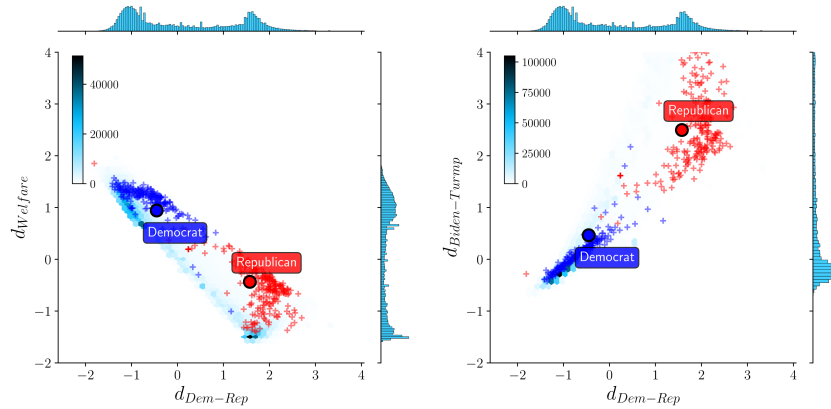 4
3
2
1
0
−1
−2
−2 −1 0 1 2 3 4
d_{Welfare}
d_{Dem−Rep}
40000
20000
0
Democrat
Republican
4
3
2
1
0
−1
−2
−2 −1 0 1 2 3 4
d_{Biden−Turmp}
d_{Dem−Rep}
100000
75000
50000
25000
0
Republican
Democrat